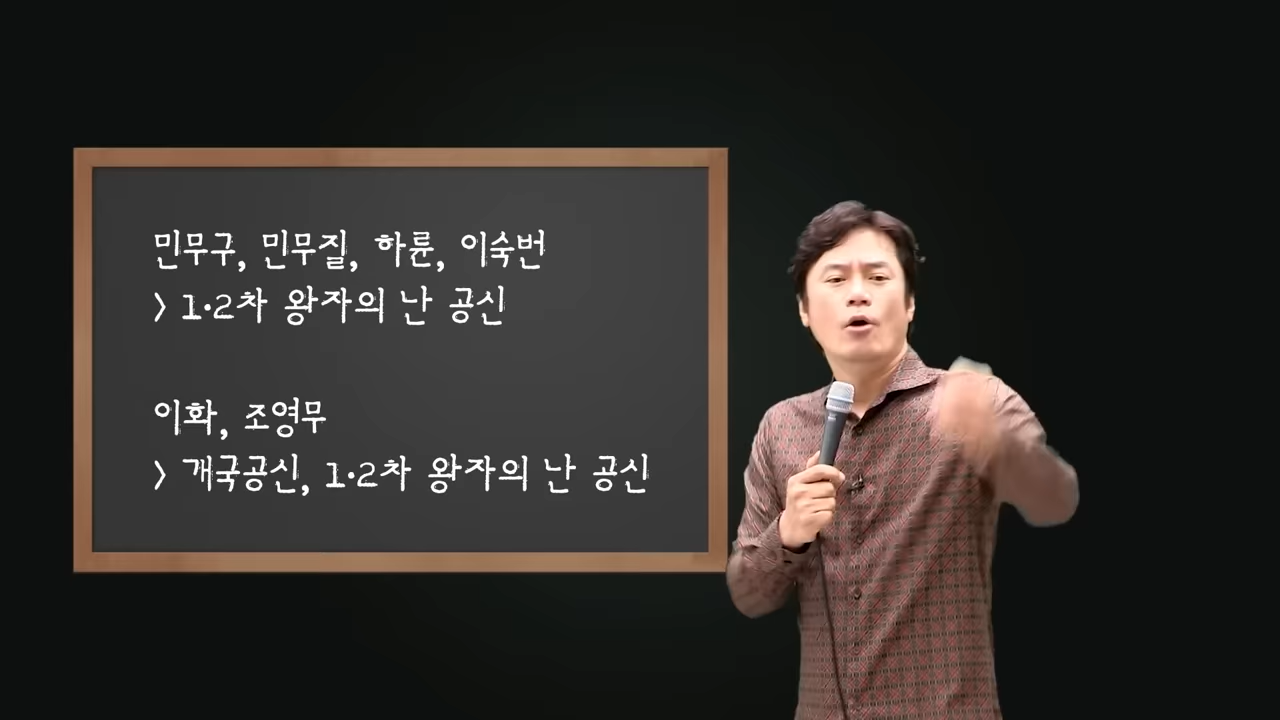 민무구, 민무질, 하륜, 이숙번
> 1·2차 왕자의 난 공신
이화, 조영무
> 개국공신, 1·2차 왕자의 난 공신